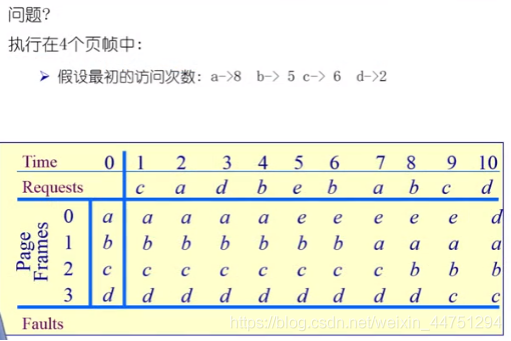 问题?
执行在4个页帧中:
➤ 假设最初的访问次数: a->8 b-> 5 c-> 6 d->2
Time 0 1 2 3 4 5 6 7 8 9 10
Requests c a d b e b a b c d
Page Frames
0 a a a a a e e e e e d
1 b b b b b b b a a a a
2 c c c c c c c c b b b
3 d d d d d d d d d c c
Faults
https://blog.csdn.net/weixin_44751294